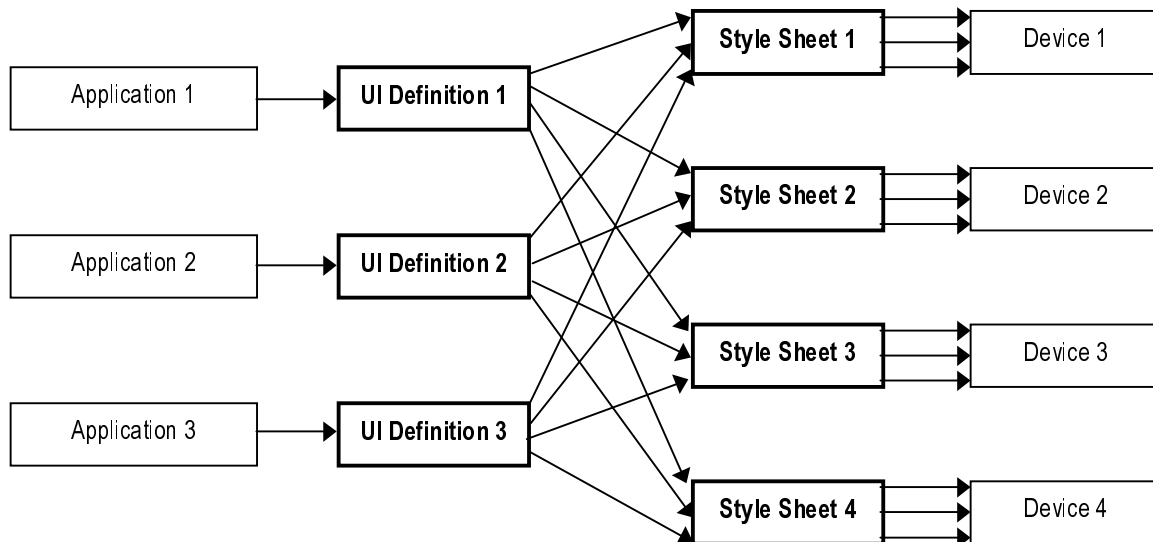 Style Sheet 1
Device 1
Application 1
UI Definition 1
Style Sheet 2
Device 2
Application 2
UI Definition 2
Style Sheet 3
Device 3
Application 3
UI Definition 3
Style Sheet 4
Device 4